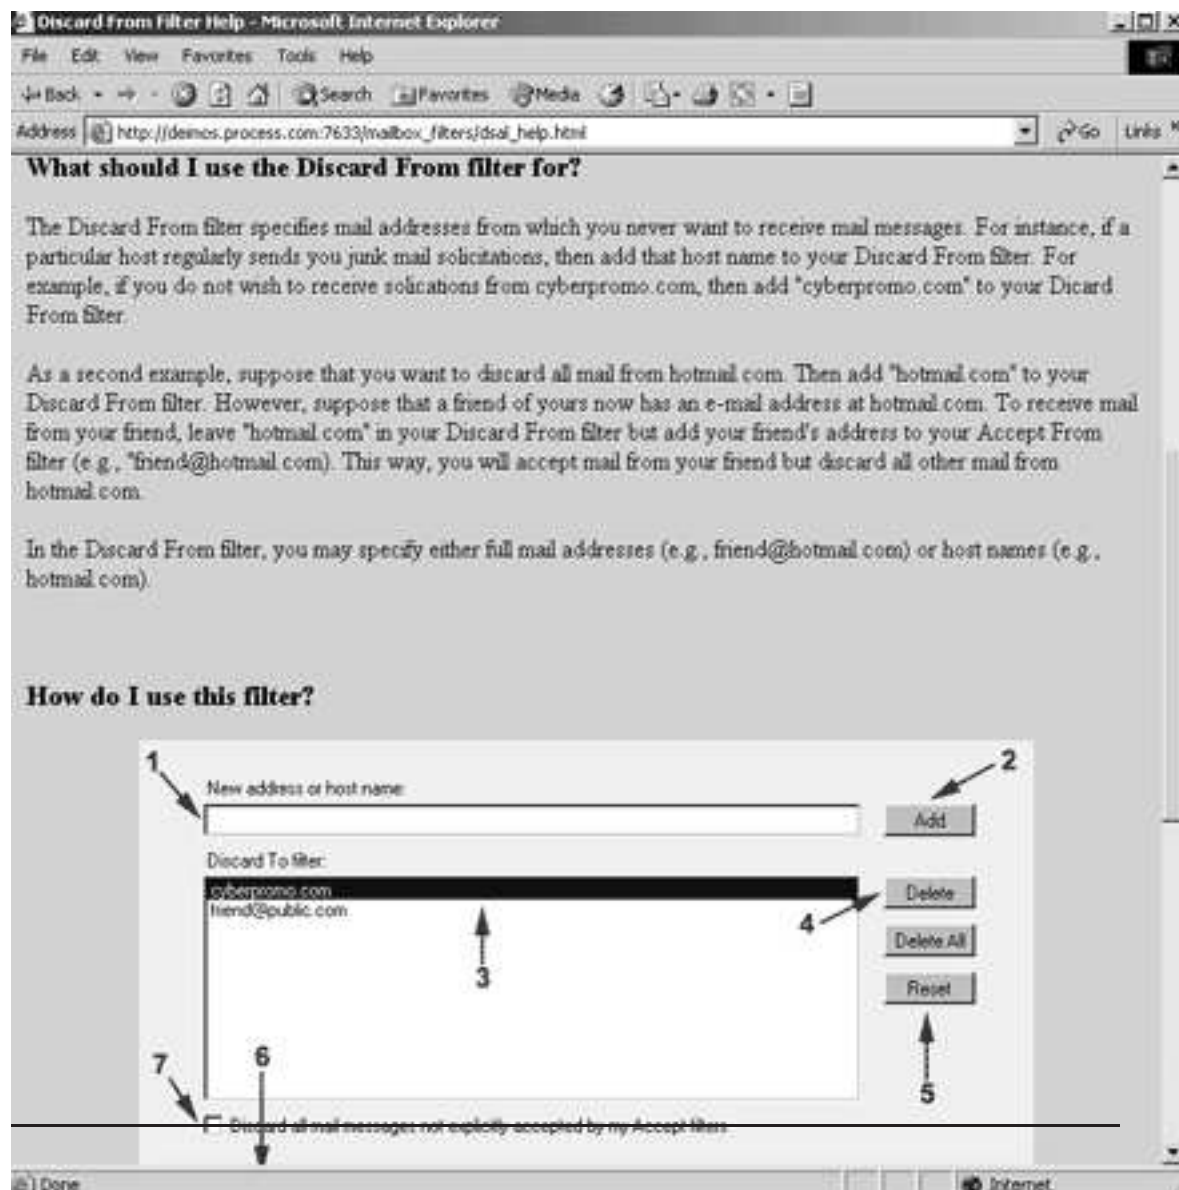 Discard From Filter Help - Microsoft Internet Explorer
File Edit View Favorites Tools Help
Back Search Favorites Media
Address http://deimos.process.com:7633/mailbox_filters/dsal_help.html Go Links
What should I use the Discard From filter for?
The Discard From filter specifies mail addresses from which you never want to receive mail messages. For instance, if a
particular host regularly sends you junk mail solicitations, then add that host name to your Discard From filter. For
example, if you do not wish to receive solications from cyberpromo.com, then add "cyberpromo.com" to your Dicard
From filter.
As a second example, suppose that you want to discard all mail from hotmail.com. Then add "hotmail.com" to your
Discard From filter. However, suppose that a friend of yours now has an e-mail address at hotmail.com. To receive mail
from your friend, leave "hotmail.com" in your Discard From filter but add your friend's address to your Accept From
filter (e.g., "friend@hotmail.com). This way, you will accept mail from your friend but discard all other mail from
hotmail.com.
In the Discard From filter, you may specify either full mail addresses (e.g., friend@hotmail.com) or host names (e.g.,
hotmail.com).
How do I use this filter?
1
2
New address or host name:
Add
Discard To filter:
cyberpromo.com
Delete
friend@public.com
4
Delete All
3
Reset
6
7
5
Discard all mail messages not explicitly accepted by my Accept filters
Done Internet